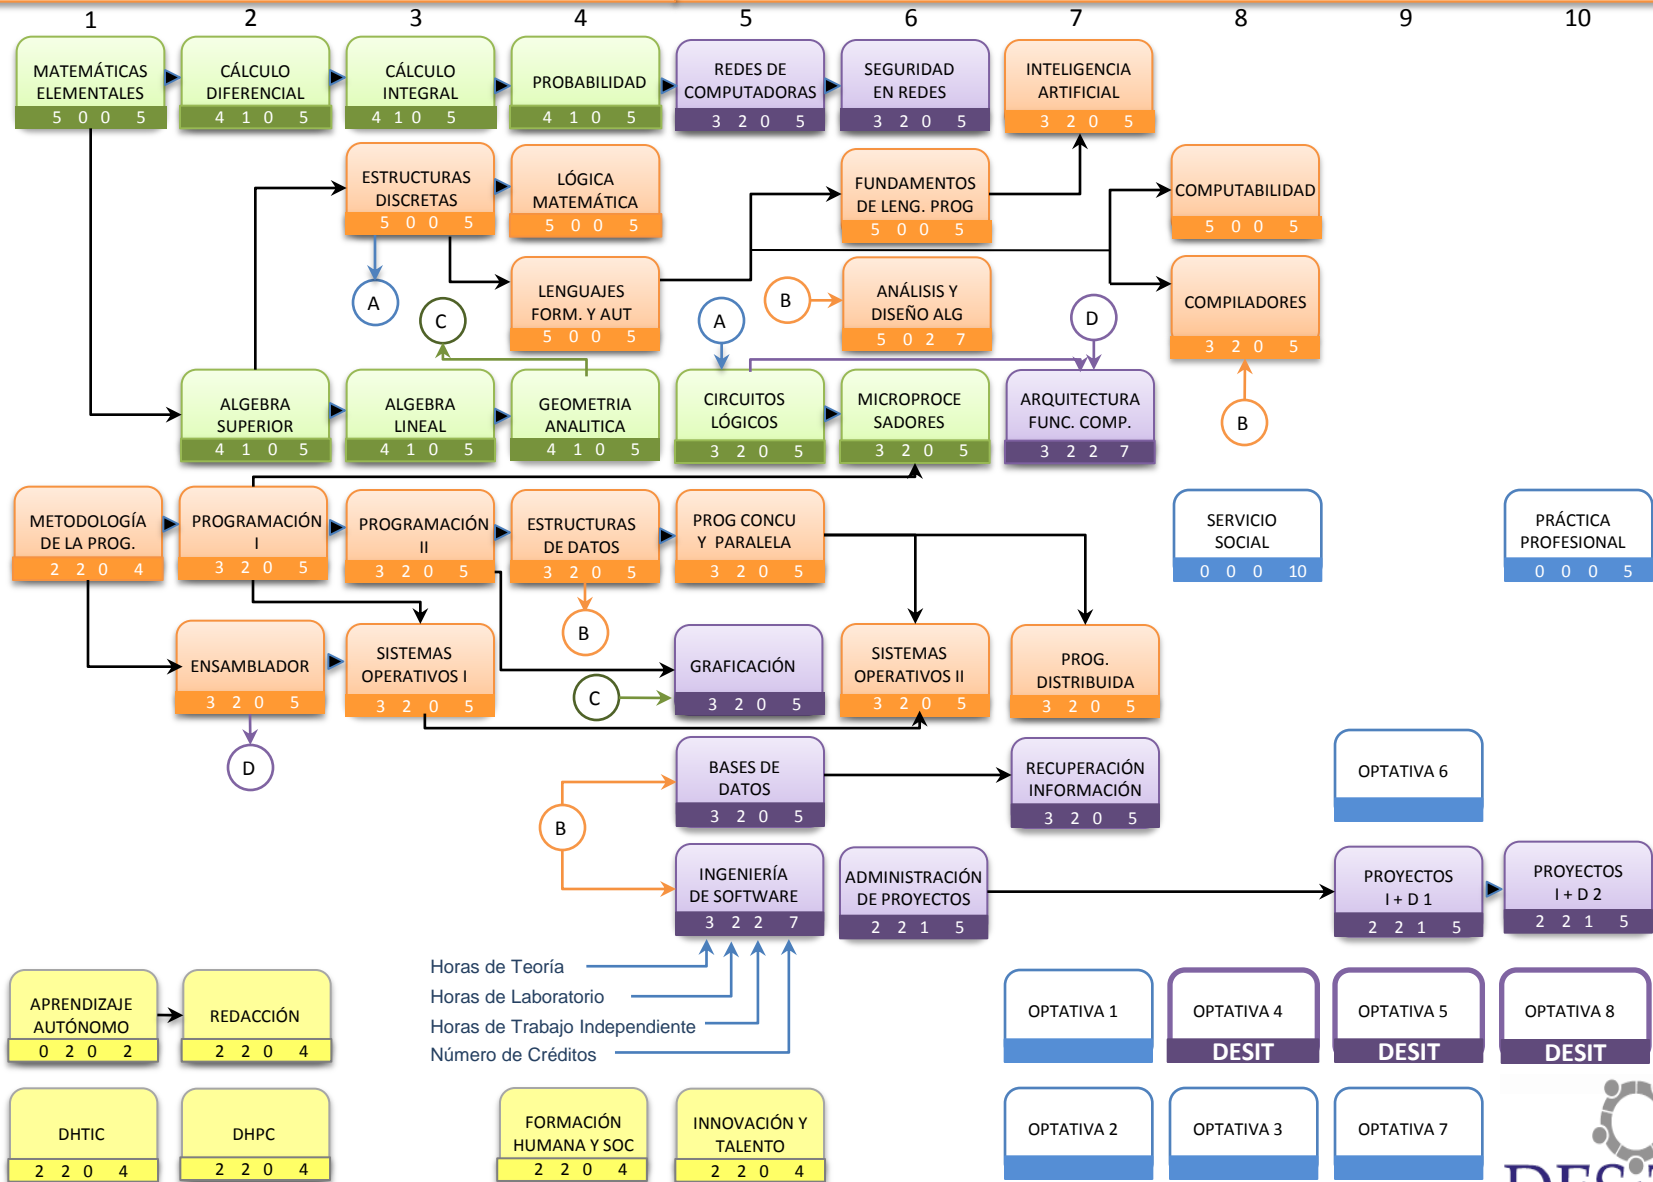 1 2 3 4 5 6 7 8 9 10
MATEMÁTICAS
ELEMENTALES
5 0 0 5
CÁLCULO
DIFERENCIAL
4 1 0 5
CÁLCULO
INTEGRAL
4 1 0 5
PROBABILIDAD
4 1 0 5
REDES DE
COMPUTADORAS
3 2 0 5
SEGURIDAD
EN REDES
3 2 0 5
INTELIGENCIA
ARTIFICIAL
3 2 0 5
ESTRUCTURAS
DISCRETAS
5 0 0 5
LÓGICA
MATEMÁTICA
5 0 0 5
FUNDAMENTOS
DE LENG. PROG
5 0 0 5
COMPUTABILIDAD
5 0 0 5
A
C
LENGUAJES
FORM. Y AUT
5 0 0 5
A
B
ANÁLISIS Y
DISEÑO ALG
5 0 2 7
D
COMPILADORES
3 2 0 5
ALGEBRA
SUPERIOR
4 1 0 5
ALGEBRA
LINEAL
4 1 0 5
GEOMETRIA
ANALITICA
4 1 0 5
CIRCUITOS
LÓGICOS
3 2 0 5
MICROPROCE
SADORES
3 2 0 5
ARQUITECTURA
FUNC. COMP.
3 2 2 7
B
METODOLOGÍA
DE LA PROG.
2 2 0 4
PROGRAMACIÓN
I
3 2 0 5
PROGRAMACIÓN
II
3 2 0 5
ESTRUCTURAS
DE DATOS
3 2 0 5
PROG CONCU
Y PARALELA
3 2 0 5
SERVICIO
SOCIAL
0 0 0 10
PRÁCTICA
PROFESIONAL
0 0 0 5
B
ENSAMBLADOR
3 2 0 5
SISTEMAS
OPERATIVOS I
3 2 0 5
C
GRAFICACIÓN
3 2 0 5
SISTEMAS
OPERATIVOS II
3 2 0 5
PROG.
DISTRIBUIDA
3 2 0 5
D
B
BASES DE
DATOS
3 2 0 5
RECUPERACIÓN
INFORMACIÓN
3 2 0 5
OPTATIVA 6
INGENIERÍA
DE SOFTWARE
3 2 2 7
ADMINISTRACIÓN
DE PROYECTOS
2 2 1 5
PROYECTOS
I + D 1
2 2 1 5
PROYECTOS
I + D 2
2 2 1 5
Horas de Teoría
Horas de Laboratorio
Horas de Trabajo Independiente
Número de Créditos
APRENDIZAJE
AUTÓNOMO
0 2 0 2
REDACCIÓN
2 2 0 4
OPTATIVA 1
OPTATIVA 4
DESIT
OPTATIVA 5
DESIT
OPTATIVA 8
DESIT
DHTIC
2 2 0 4
DHPC
2 2 0 4
FORMACIÓN
HUMANA Y SOC
2 2 0 4
INNOVACIÓN Y
TALENTO
2 2 0 4
OPTATIVA 2
OPTATIVA 3
OPTATIVA 7